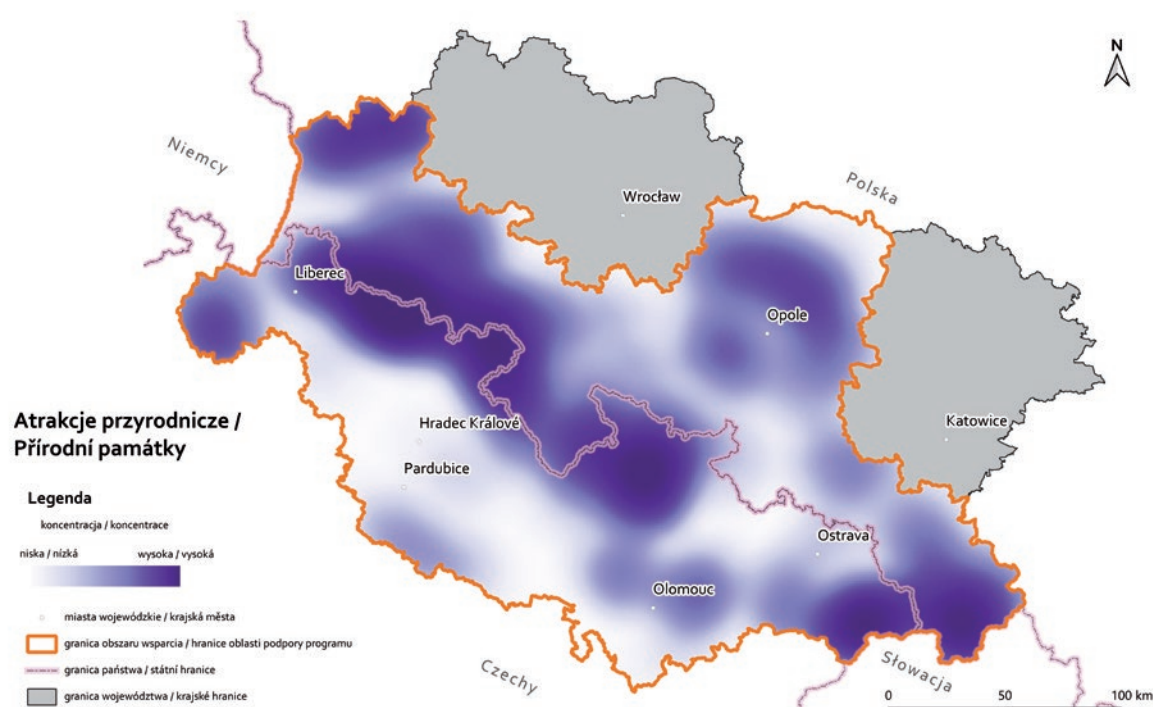 N
Niemcy
Polska
Wrocław
Liberec
Opole
Hradec Králové
Katowice
Pardubice
Ostrava
Olomouc
Czechy
Słowacja
Atrakcje przyrodnicze /
Přírodní památky
Legenda
koncentracja / koncentrace
niska / nízká wysoka / vysoká
miasta wojewódzkie / krajská města
granica obszaru wsparcia / hranice oblasti podpory programu
granica państwa / státní hranice
granica województwa / krajské hranice
0 50 100 km